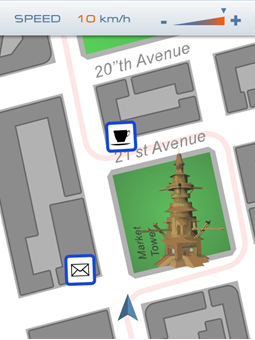 SPEED 10 km/h - +
20"th Avenue
21'st Avenue
Market
Tower